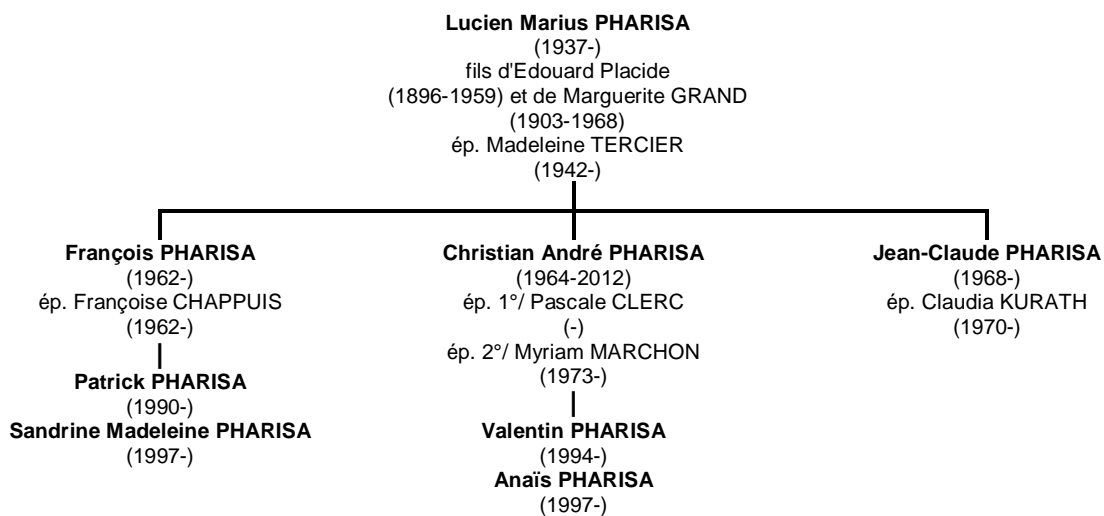 Lucien Marius PHARISA
(1937-)
fils d'Edouard Placide
(1896-1959) et de Marguerite GRAND
(1903-1968)
ép. Madeleine TERCIER
(1942-)
François PHARISA
(1962-)
ép. Françoise CHAPPUIS
(1962-)
Patrick PHARISA
(1990-)
Sandrine Madeleine PHARISA
(1997-)
Christian André PHARISA
(1964-2012)
ép. 1°/ Pascale CLERC
(-)
ép. 2°/ Myriam MARCHON
(1973-)
Valentin PHARISA
(1994-)
Anaïs PHARISA
(1997-)
Jean-Claude PHARISA
(1968-)
ép. Claudia KURATH
(1970-)